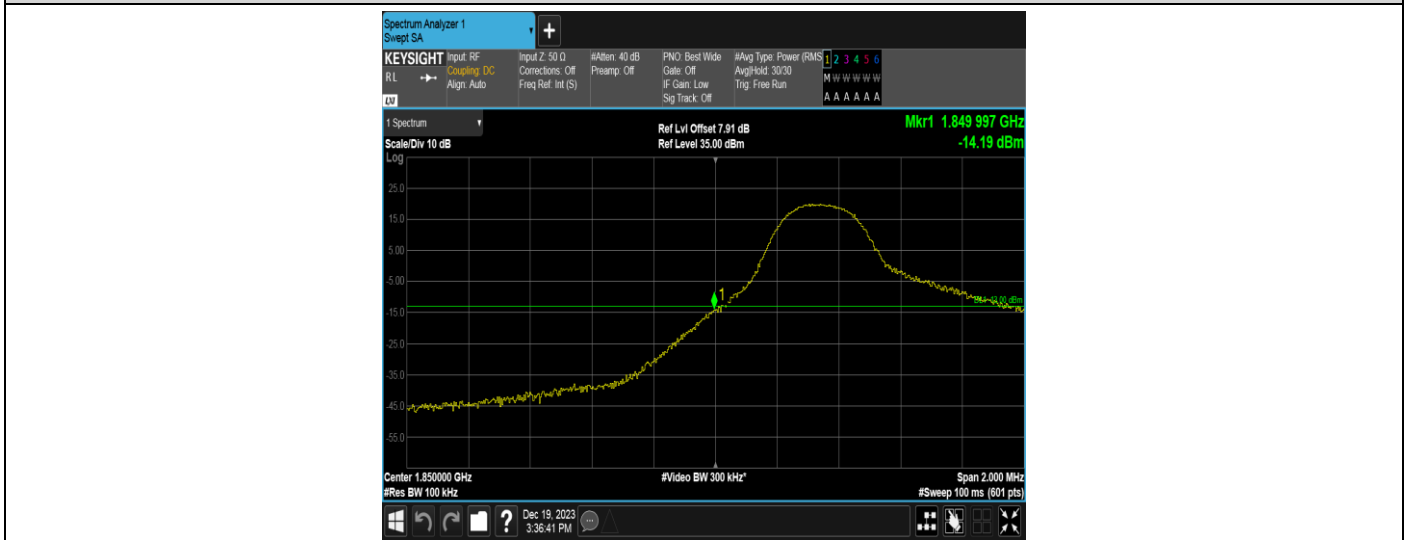 Spectrum Analyzer 1
Swept SA
+
KEYSIGHT
RL
LXI
Input: RF
Coupling: DC
Align: Auto
Input Z: 50 Ω
Corrections: Off
Freq Ref: Int (S)
#Atten: 40 dB
Preamp: Off
PNO: Best Wide
Gate: Off
IF Gain: Low
Sig Track: Off
#Avg Type: Power (RMS
Avg|Hold: 30/30
Trig: Free Run
1 2 3 4 5 6
M W W W W W
A A A A A A
1 Spectrum
Scale/Div 10 dB
Log
Ref Lvl Offset 7.91 dB
Ref Level 35.00 dBm
Mkr1 1.849 997 GHz
-14.19 dBm
25.0
15.0
5.00
-5.00
-15.0
-25.0
-35.0
-45.0
-55.0
1
-13.00 dBm
Center 1.850000 GHz
#Res BW 100 kHz
#Video BW 300 kHz*
Span 2.000 MHz
#Sweep 100 ms (601 pts)
?
Dec 19, 2023
3:36:41 PM